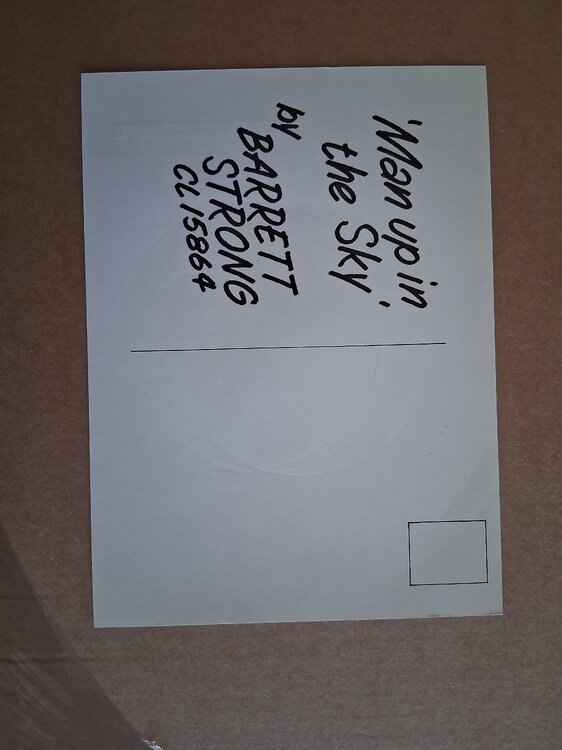 'Man up in
the Sky'
by
BARRETT
STRONG
CL15864